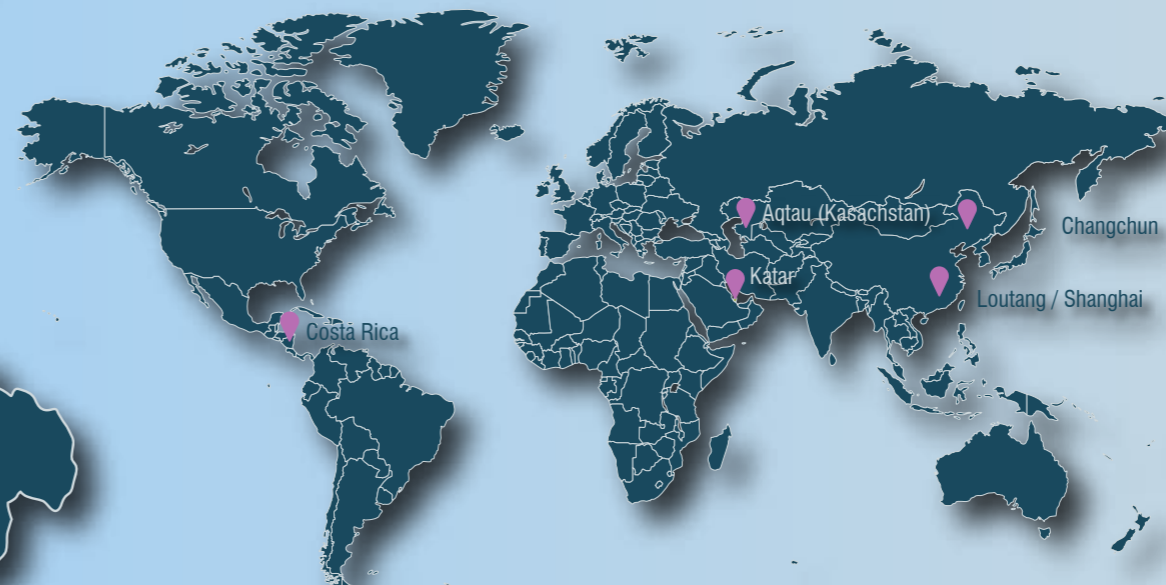 Aqtau (Kasachstan)
Changchun
Katar
Loutang / Shanghai
Costa Rica